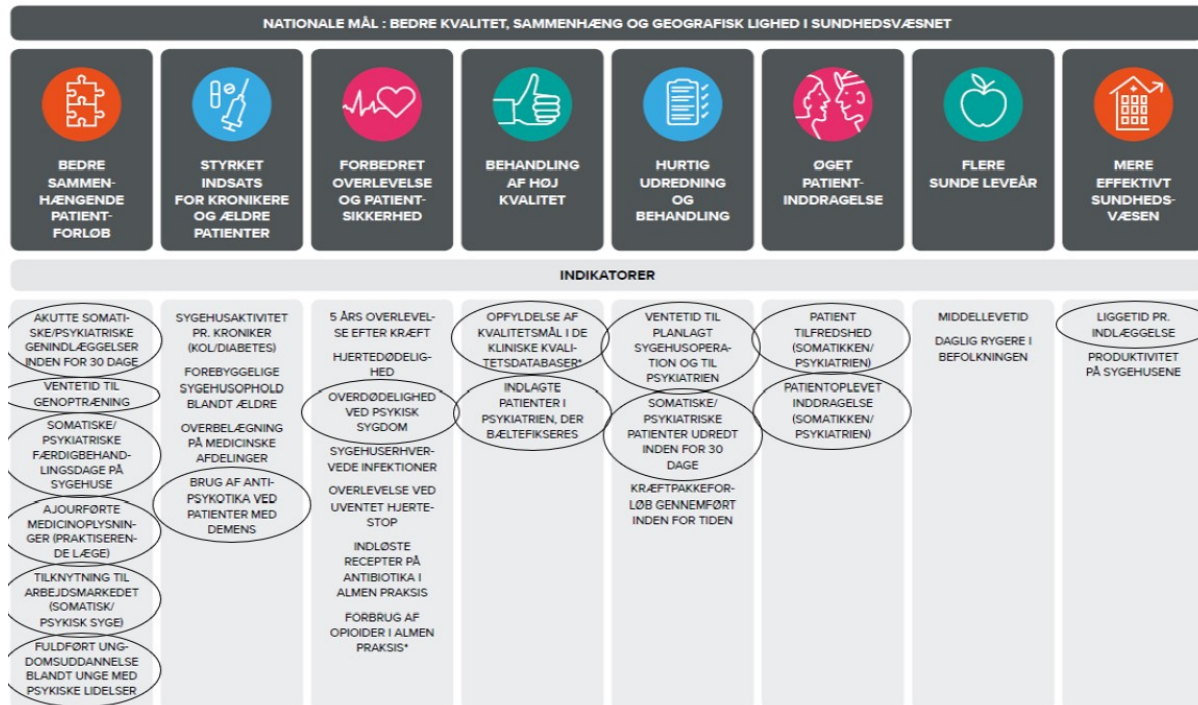 NATIONALE MÅL : BEDRE KVALITET, SAMMENHÆNG OG GEOGRAFISK LIGHED I SUNDHEDSVÆSNET
BEDRE
SAMMEN-
HÆNGENDE
PATIENT-
FORLØB
STYRKET
INDSATS
FOR KRONIKERE
OG ÆLDRE
PATIENTER
FORBEDRET
OVERLEVELSE
OG PATIENT-
SIKKERHED
BEHANDLING
AF HØJ
KVALITET
HURTIG
UDREDNING
OG
BEHANDLING
ØGET
PATIENT-
INDDRAGELSE
FLERE
SUNDE LEVEÅR
MERE
EFFEKTIVT
SUNDHEDS-
VÆSEN
INDIKATORER
AKUTTE SOMATI-
SKE/PSYKIATRISKE
GENINDLÆGGELSER
INDEN FOR 30 DAGE
VENTETID TIL
GENOPTRÆNING
SOMATISKE/
PSYKIATRISKE
FÆRDIGBEHAND-
LINGSDAGE PÅ
SYGEHUSE
AJOURFØRTE
MEDICINOPLYSNIN-
GER (PRAKTISEREN-
DE LÆGE)
TILKNYTNING TIL
ARBEJDSMARKEDET
(SOMATISK/
PSYKISK SYGE)
FULDFØRT UNG-
DOMSUDDANNELSE
BLANDT UNGE MED
PSYKISKE LIDELSER
SYGEHUSAKTIVITET
PR. KRONIKER
(KOL/DIABETES)
FOREBYGGELIGE
SYGEHUSOPHOLD
BLANDT ÆLDRE
OVERBELÆGNING
PÅ MEDICINSKE
AFDELINGER
BRUG AF ANTI-
PSYKOTIKA VED
PATIENTER MED
DEMENS
5 ÅRS OVERLEVEL-
SE EFTER KRÆFT
HJERTEDØDELIG-
HED
OVERDØDELIGHED
VED PSYKISK
SYGDOM
SYGEHUSERHVER-
VEDE INFEKTIONER
OVERLEVELSE VED
UVENTET HJERTE-
STOP
INDLØSTE
RECEPTER PÅ
ANTIBIOTIKA I
ALMEN PRAKSIS
FORBRUG AF
OPIOIDER I ALMEN
PRAKSIS*
OPFYLDELSE AF
KVALITETSMÅL I DE
KLINISKE KVALI-
TETSDATABASER*
INDLAGTE
PATIENTER I
PSYKIATRIEN, DER
BÆLTEFIKSERES
VENTETID TIL
PLANLAGT
SYGEHUSOPERA-
TION OG TIL
PSYKIATRIEN
SOMATISKE/
PSYKIATRISKE
PATIENTER UDREDT
INDEN FOR 30
DAGE
KRÆFTPAKKEFOR-
LØB GENNEMFØRT
INDEN FOR TIDEN
PATIENT
TILFREDSHED
(SOMATIKKEN/
PSYKIATRIEN)
PATIENTOPLEVET
INDDRAGELSE
(SOMATIKKEN/
PSYKIATRIEN)
MIDDELLEVETID
DAGLIG RYGERE I
BEFOLKNINGEN
LIGGETID PR.
INDLÆGGELSE
PRODUKTIVITET
PÅ SYGEHUSENE